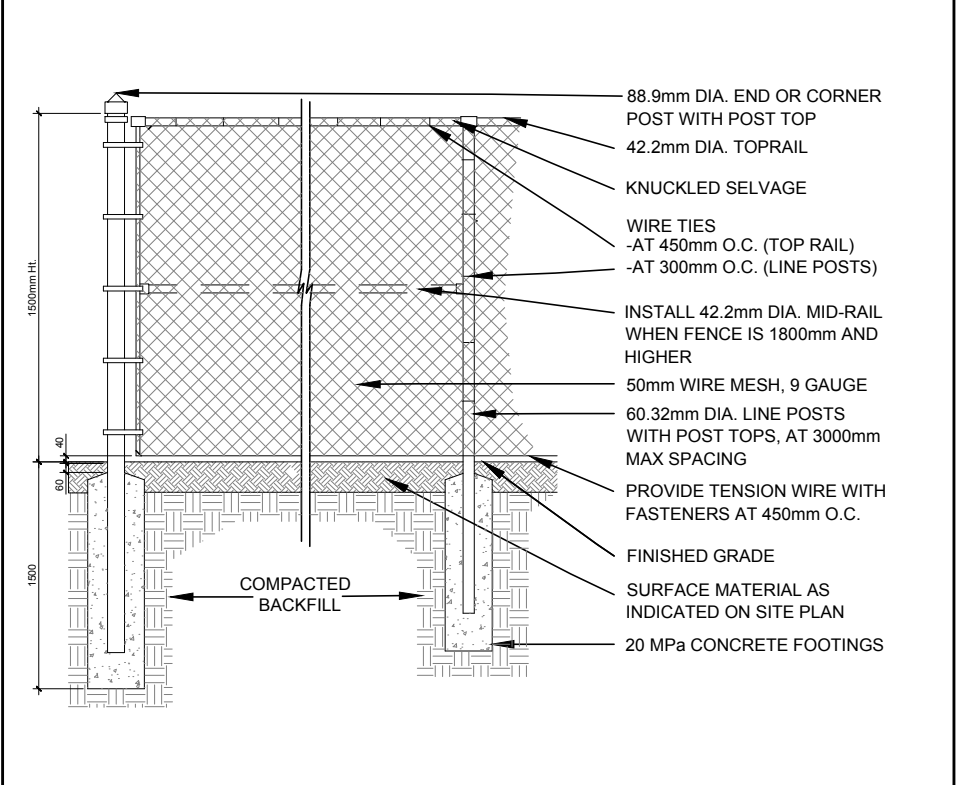 88.9mm DIA. END OR CORNER
POST WITH POST TOP
42.2mm DIA. TOPRAIL
KNUCKLED SELVAGE
WIRE TIES
-AT 450mm O.C. (TOP RAIL)
-AT 300mm O.C. (LINE POSTS)
INSTALL 42.2mm DIA. MID-RAIL
WHEN FENCE IS 1800mm AND
HIGHER
50mm WIRE MESH, 9 GAUGE
60.32mm DIA. LINE POSTS
WITH POST TOPS, AT 3000mm
MAX SPACING
PROVIDE TENSION WIRE WITH
FASTENERS AT 450mm O.C.
FINISHED GRADE
SURFACE MATERIAL AS
INDICATED ON SITE PLAN
20 MPa CONCRETE FOOTINGS
1500mm Ht.
40
60
1500
COMPACTED
BACKFILL